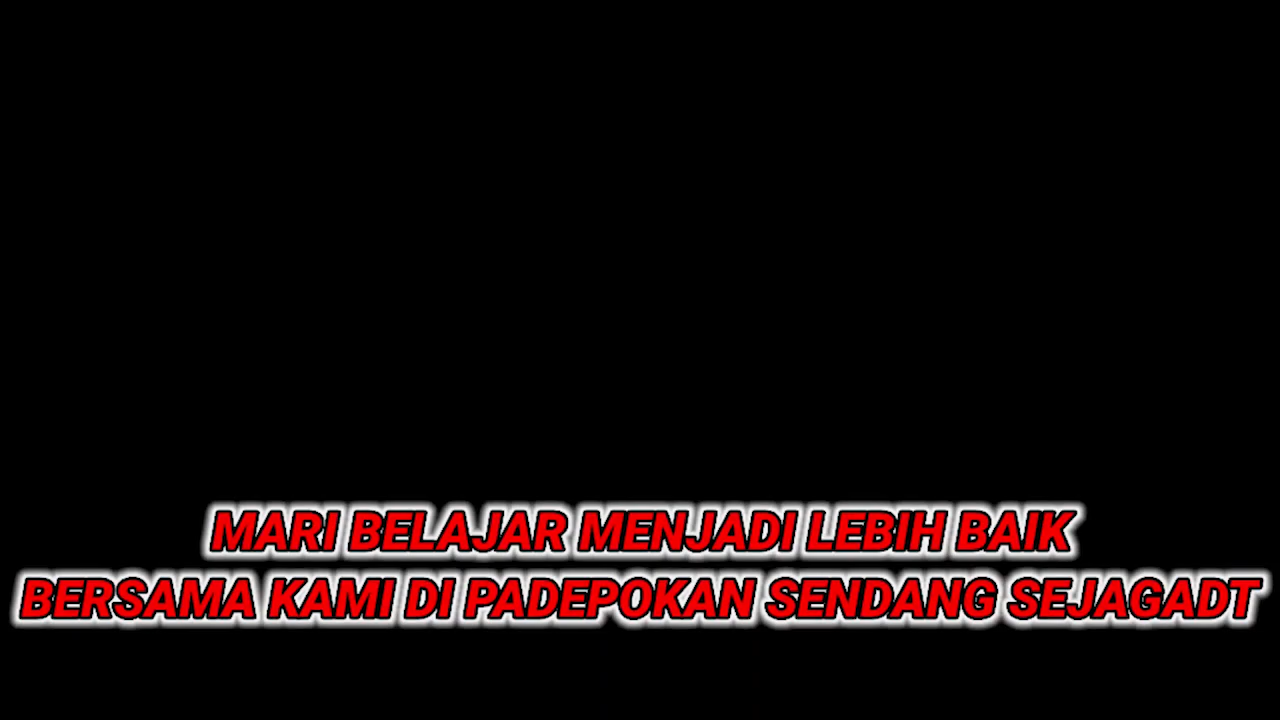 MARI BELAJAR MENJADI LEBIH BAIK
BERSAMA KAMI DI PADEPOKAN SENDANG SEJAGADT